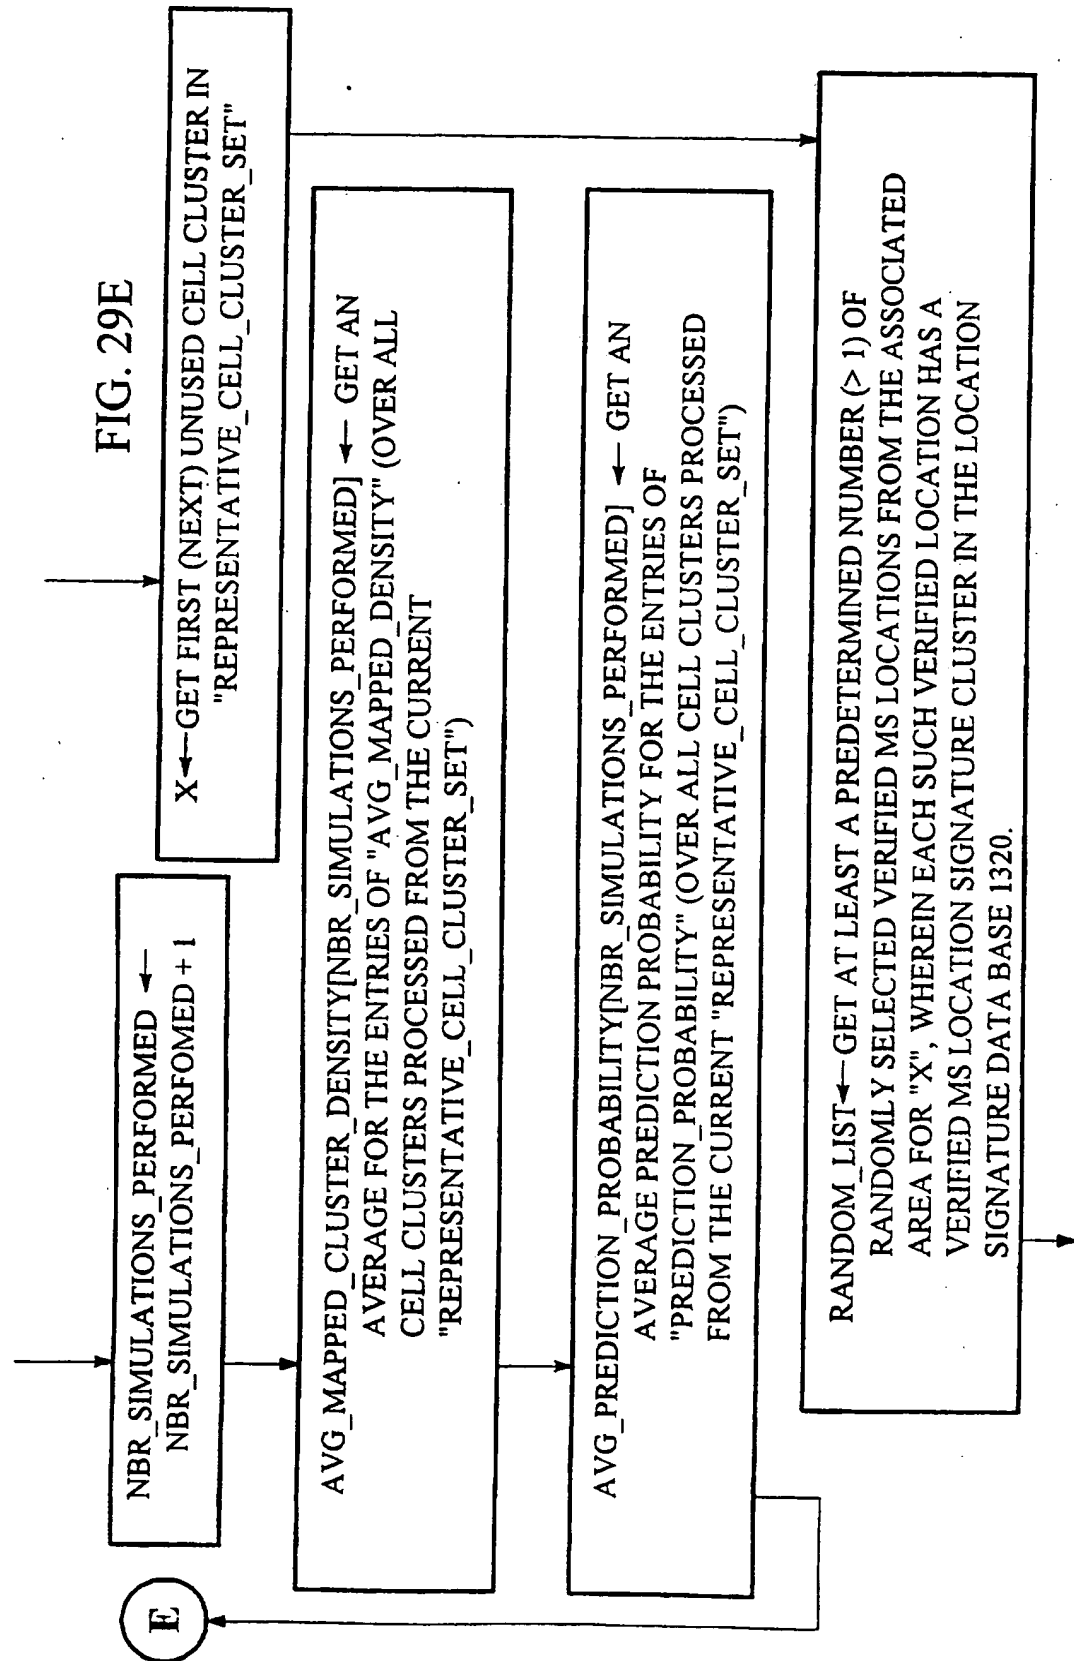 FIG. 29E
NBR_SIMULATIONS_PERFORMED ←
NBR_SIMULATIONS_PERFOMED + 1
X←GET FIRST (NEXT) UNUSED CELL CLUSTER IN
"REPRESENTATIVE_CELL_CLUSTER_SET"
AVG_MAPPED_CLUSTER_DENSITY[NBR_SIMULATIONS_PERFORMED] ← GET AN
AVERAGE FOR THE ENTRIES OF "AVG_MAPPED_DENSITY" (OVER ALL
CELL CLUSTERS PROCESSED FROM THE CURRENT
"REPRESENTATIVE_CELL_CLUSTER_SET")
AVG_PREDICTION_PROBABILITY[NBR_SIMULATIONS_PERFORMED] ← GET AN
AVERAGE PREDICTION PROBABILITY FOR THE ENTRIES OF
"PREDICTION_PROBABILITY" (OVER ALL CELL CLUSTERS PROCESSED
FROM THE CURRENT "REPRESENTATIVE_CELL_CLUSTER_SET")
E
RANDOM_LIST←GET AT LEAST A PREDETERMINED NUMBER (> 1) OF
RANDOMLY SELECTED VERIFIED MS LOCATIONS FROM THE ASSOCIATED
AREA FOR "X", WHEREIN EACH SUCH VERIFIED LOCATION HAS A
VERIFIED MS LOCATION SIGNATURE CLUSTER IN THE LOCATION
SIGNATURE DATA BASE 1320.